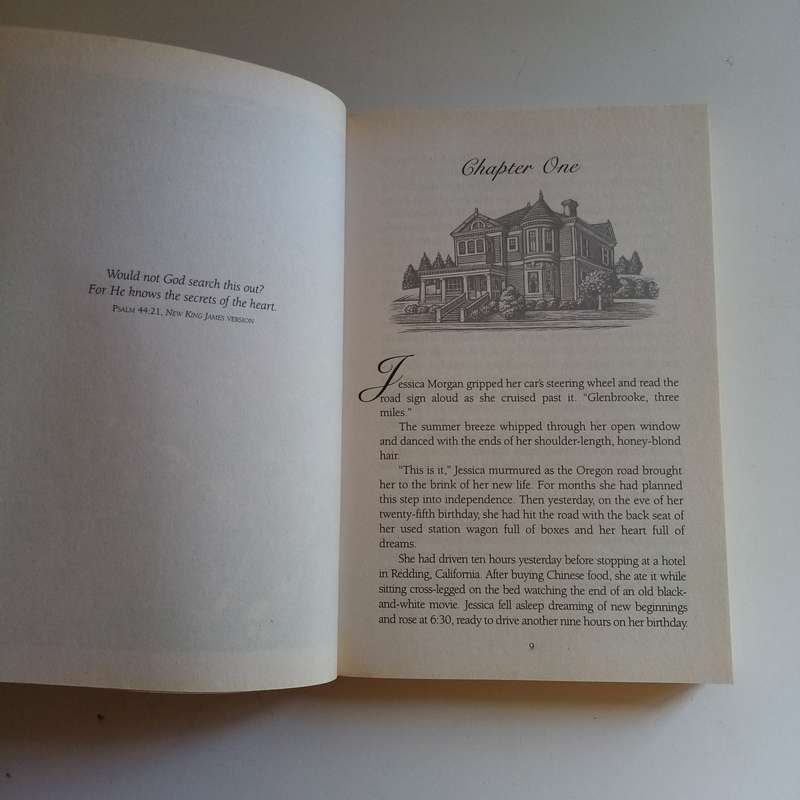 Would not God search this out?
For He knows the secrets of the heart.
Psalm 44:21, New King James version
Chapter One
Jessica Morgan gripped her car's steering wheel and read the
road sign aloud as she cruised past it. "Glenbrooke, three
miles."
The summer breeze whipped through her open window
and danced with the ends of her shoulder-length, honey-blond
hair.
"This is it," Jessica murmured as the Oregon road brought
her to the brink of her new life. For months she had planned
this step into independence. Then yesterday, on the eve of her
twenty-fifth birthday, she had hit the road with the back seat of
her used station wagon full of boxes and her heart full of
dreams.
She had driven ten hours yesterday before stopping at a hotel
in Redding, California. After buying Chinese food, she ate it while
sitting cross-legged on the bed watching the end of an old black-
and-white movie. Jessica fell asleep dreaming of new beginnings
and rose at 6:30, ready to drive another nine hours on her birthday.
9